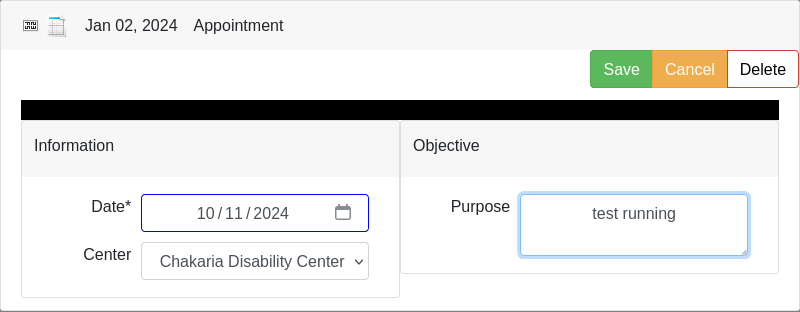 Jan 02, 2024 Appointment
Save Cancel Delete
Information
Date* 10/11/2024
Center Chakaria Disability Center
Objective
Purpose test running